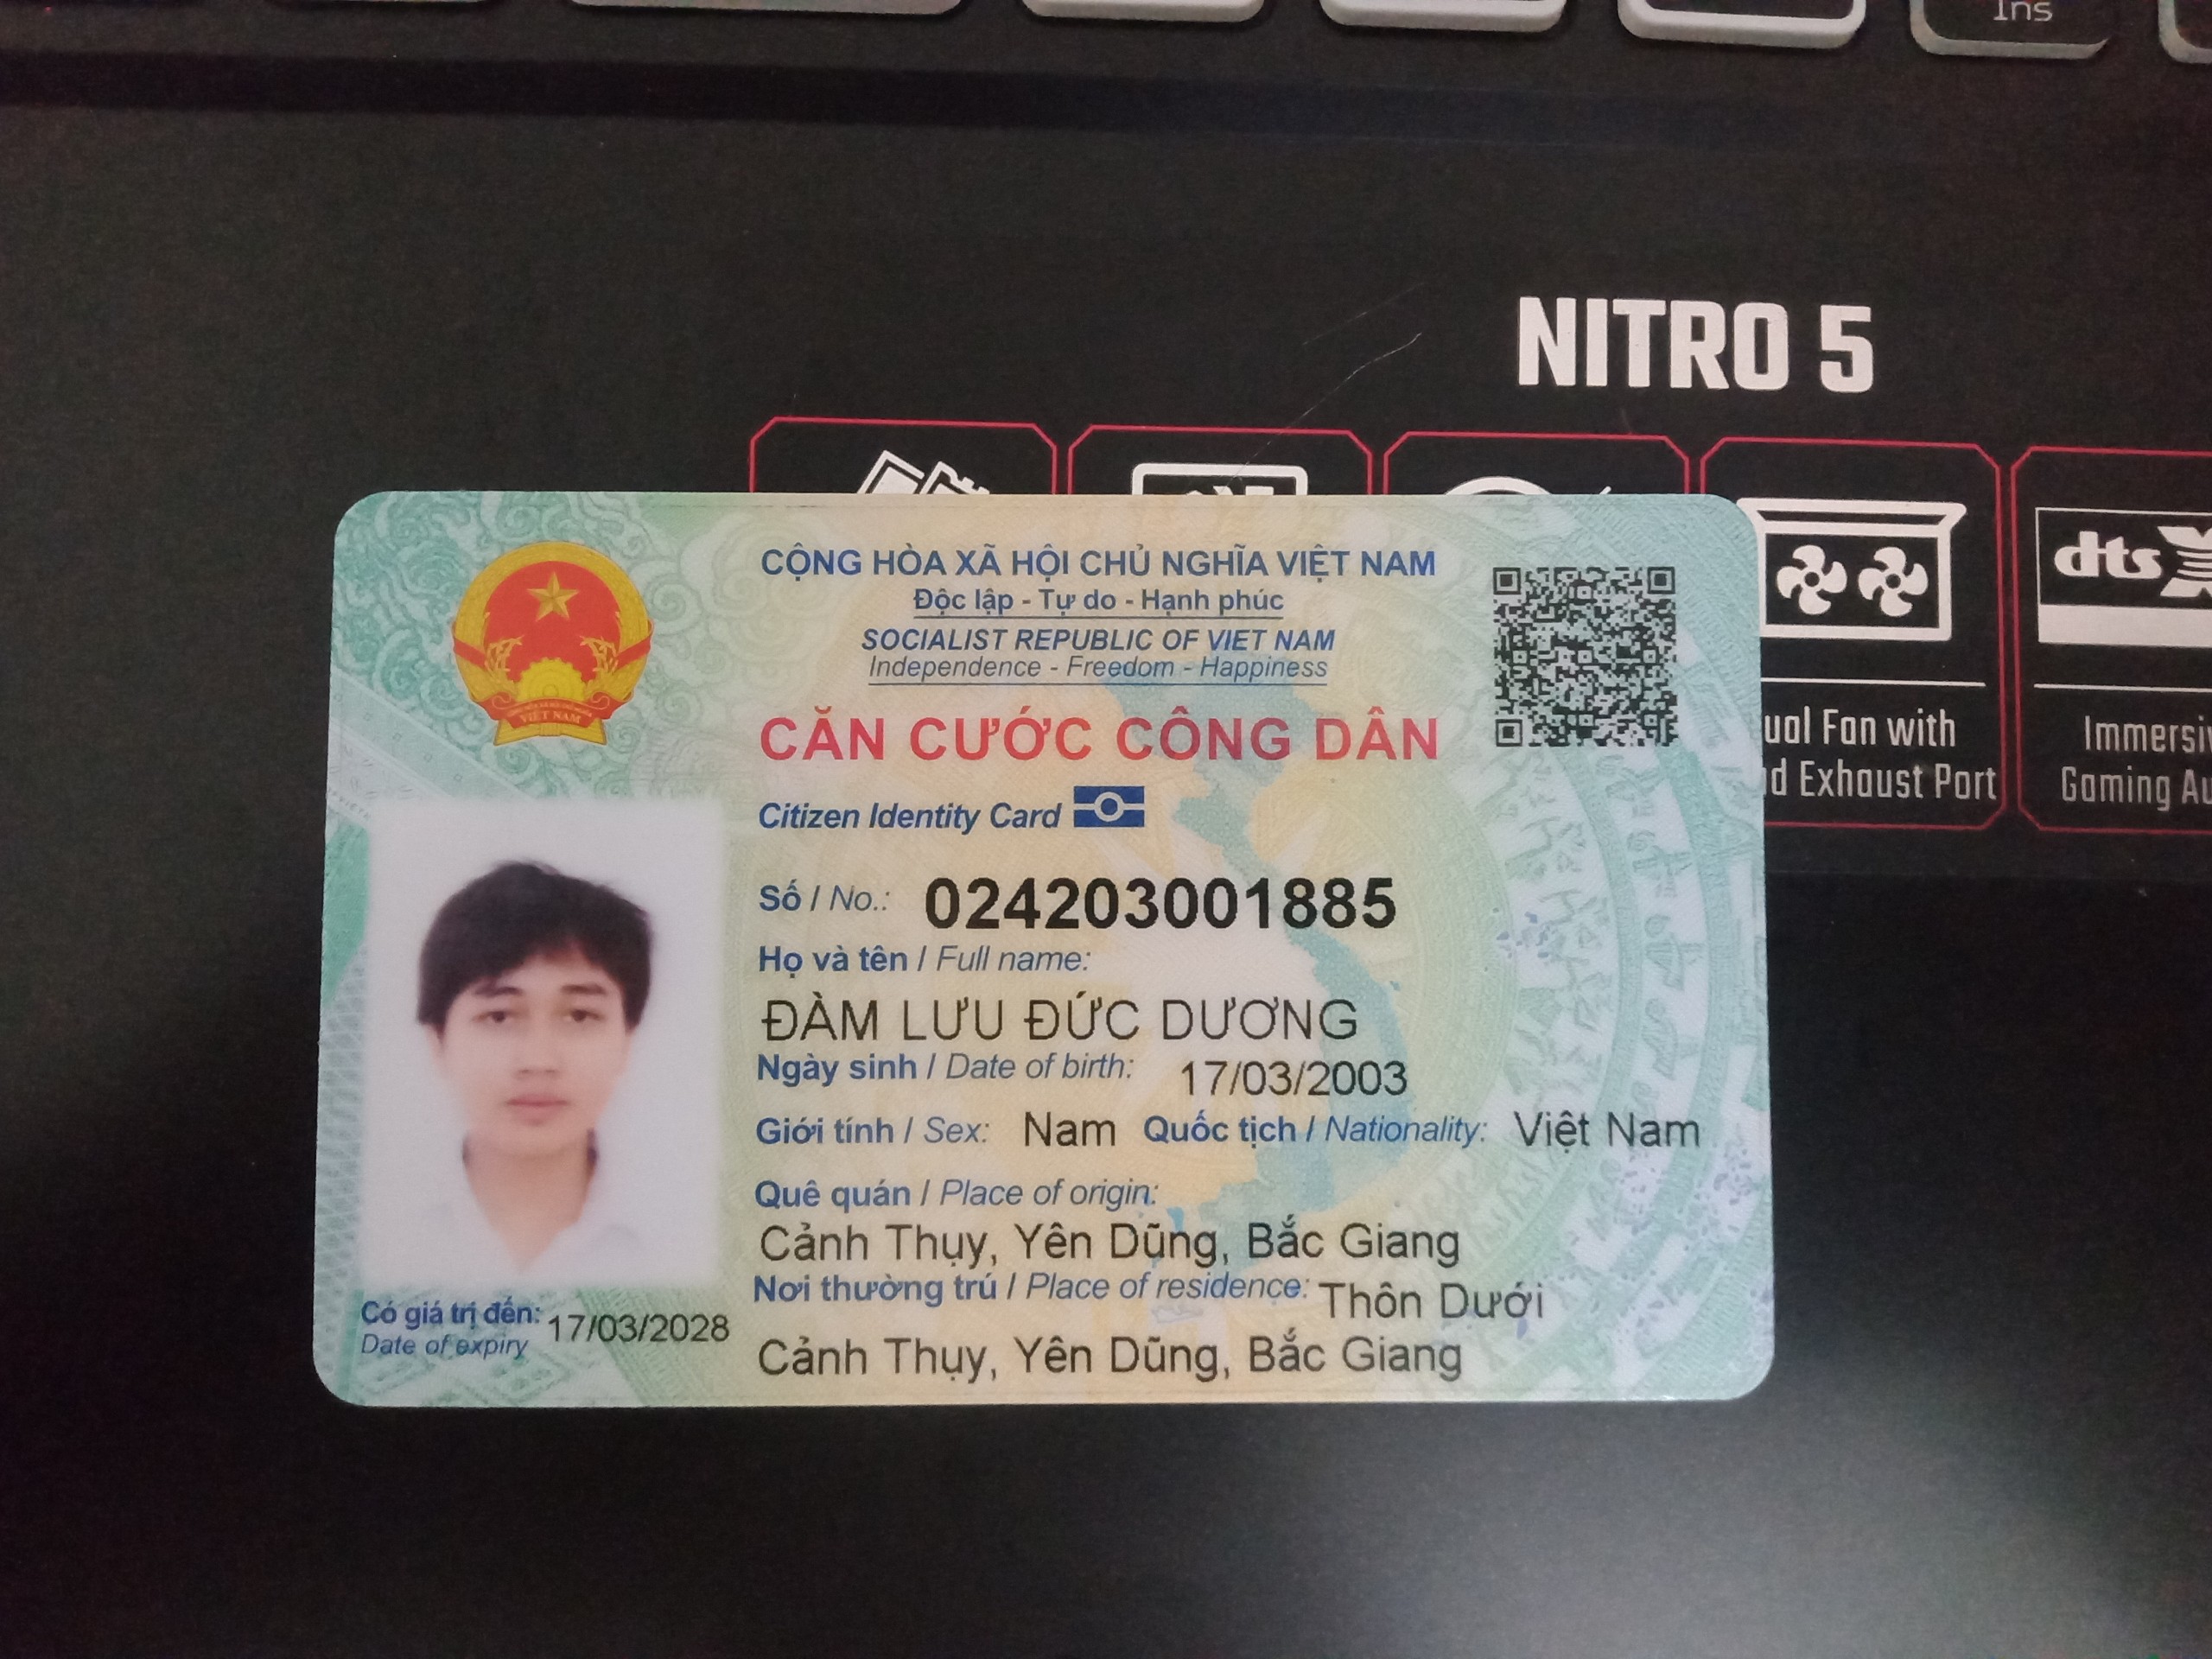 Ins
NITRO 5
dts
ual Fan with
d Exhaust Port
Immersiv
Gaming Au
CỘNG HÒA XÃ HỘI CHỦ NGHĨA VIỆT NAM
Độc lập - Tự do - Hạnh phúc
SOCIALIST REPUBLIC OF VIET NAM
Independence - Freedom - Happiness
CĂN CƯỚC CÔNG DÂN
Citizen Identity Card
VIỆT NAM
Số / No.: 024203001885
Họ và tên / Full name:
ĐÀM LƯU ĐỨC DƯƠNG
Ngày sinh / Date of birth: 17/03/2003
Giới tính / Sex: Nam Quốc tịch / Nationality: Việt Nam
Quê quán / Place of origin:
Cảnh Thụy, Yên Dũng, Bắc Giang
Nơi thường trú / Place of residence: Thôn Dưới
Cảnh Thụy, Yên Dũng, Bắc Giang
Có giá trị đến: 17/03/2028
Date of expiry